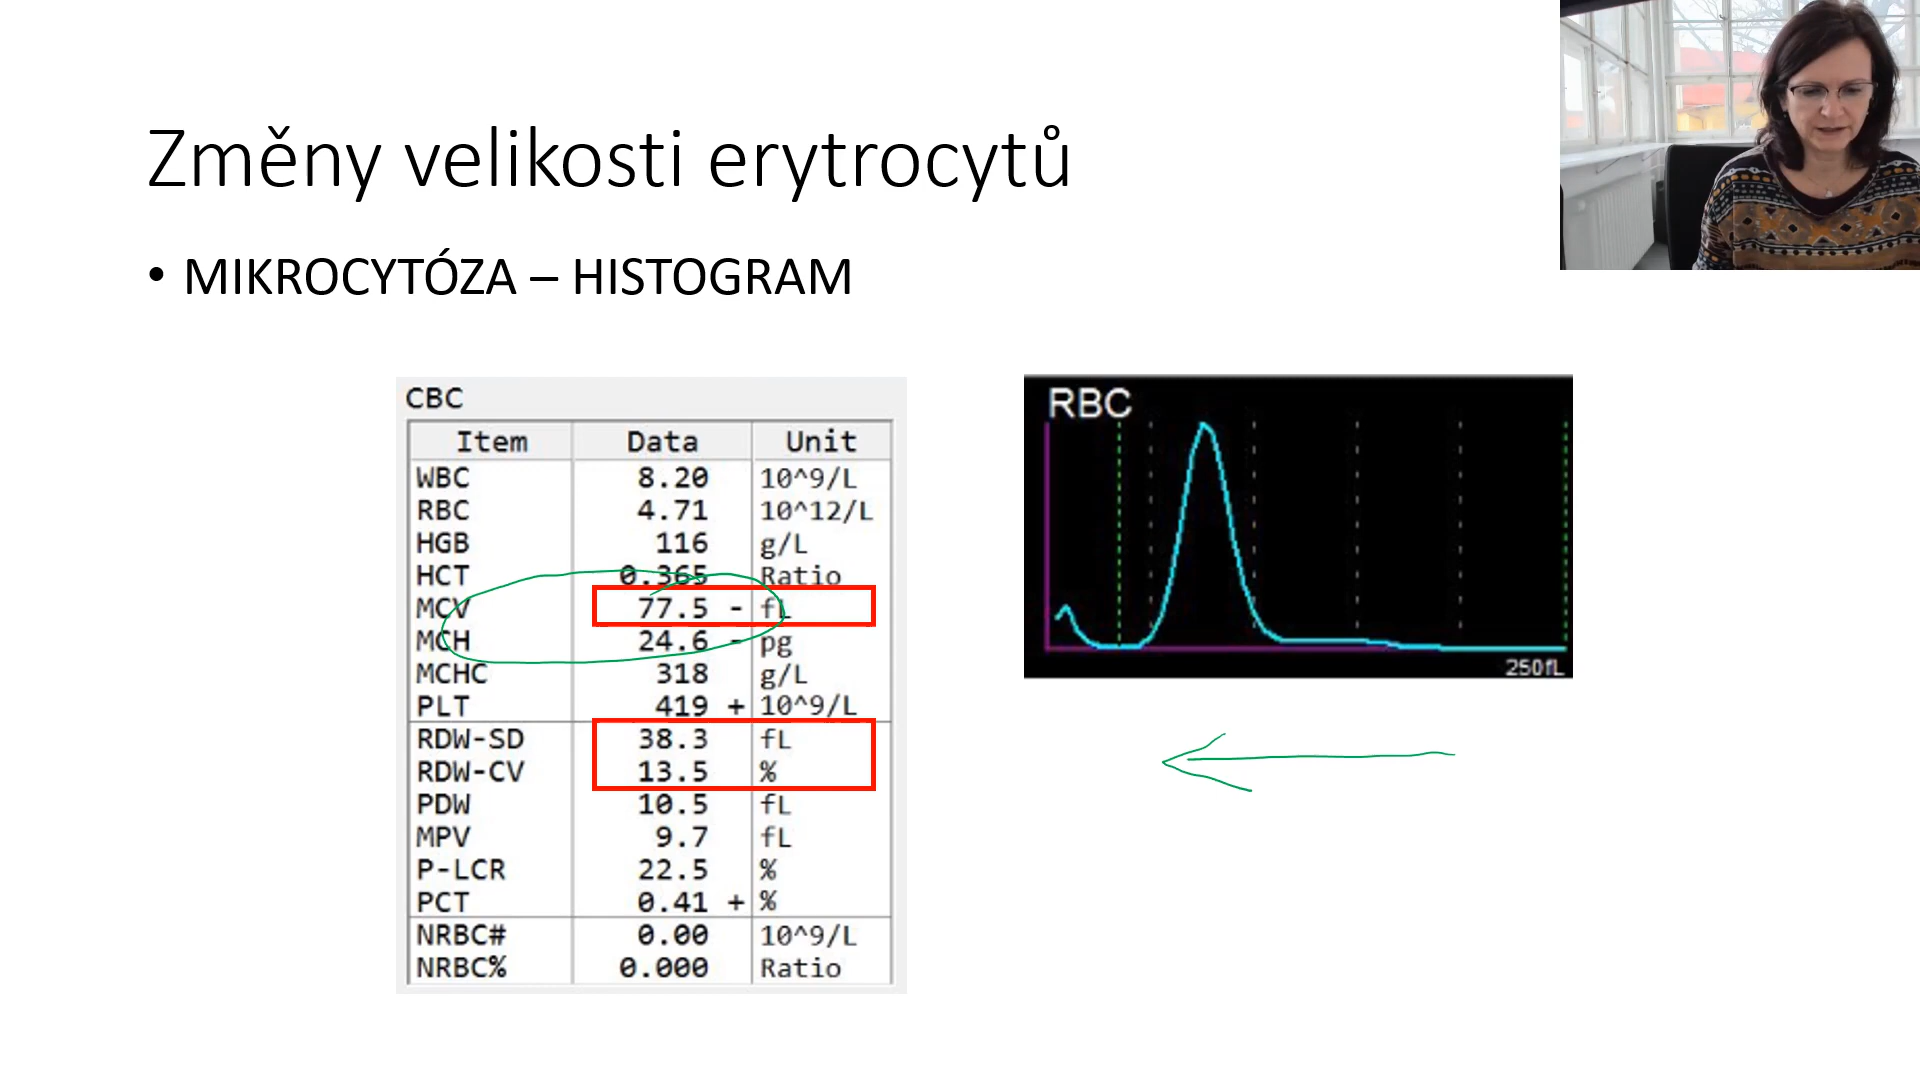 Změny velikosti erytrocytů
• MIKROCYTÓZA – HISTOGRAM
CBC
Item Data Unit
WBC 8.20 10^9/L
RBC 4.71 10^12/L
HGB 116 g/L
HCT 0.365 Ratio
MCV 77.5 - fL
MCH 24.6 - pg
MCHC 318 g/L
PLT 419 + 10^9/L
RDW-SD 38.3 fL
RDW-CV 13.5 %
PDW 10.5 fL
MPV 9.7 fL
P-LCR 22.5 %
PCT 0.41 + %
NRBC# 0.00 10^9/L
NRBC% 0.000 Ratio
RBC
250fL